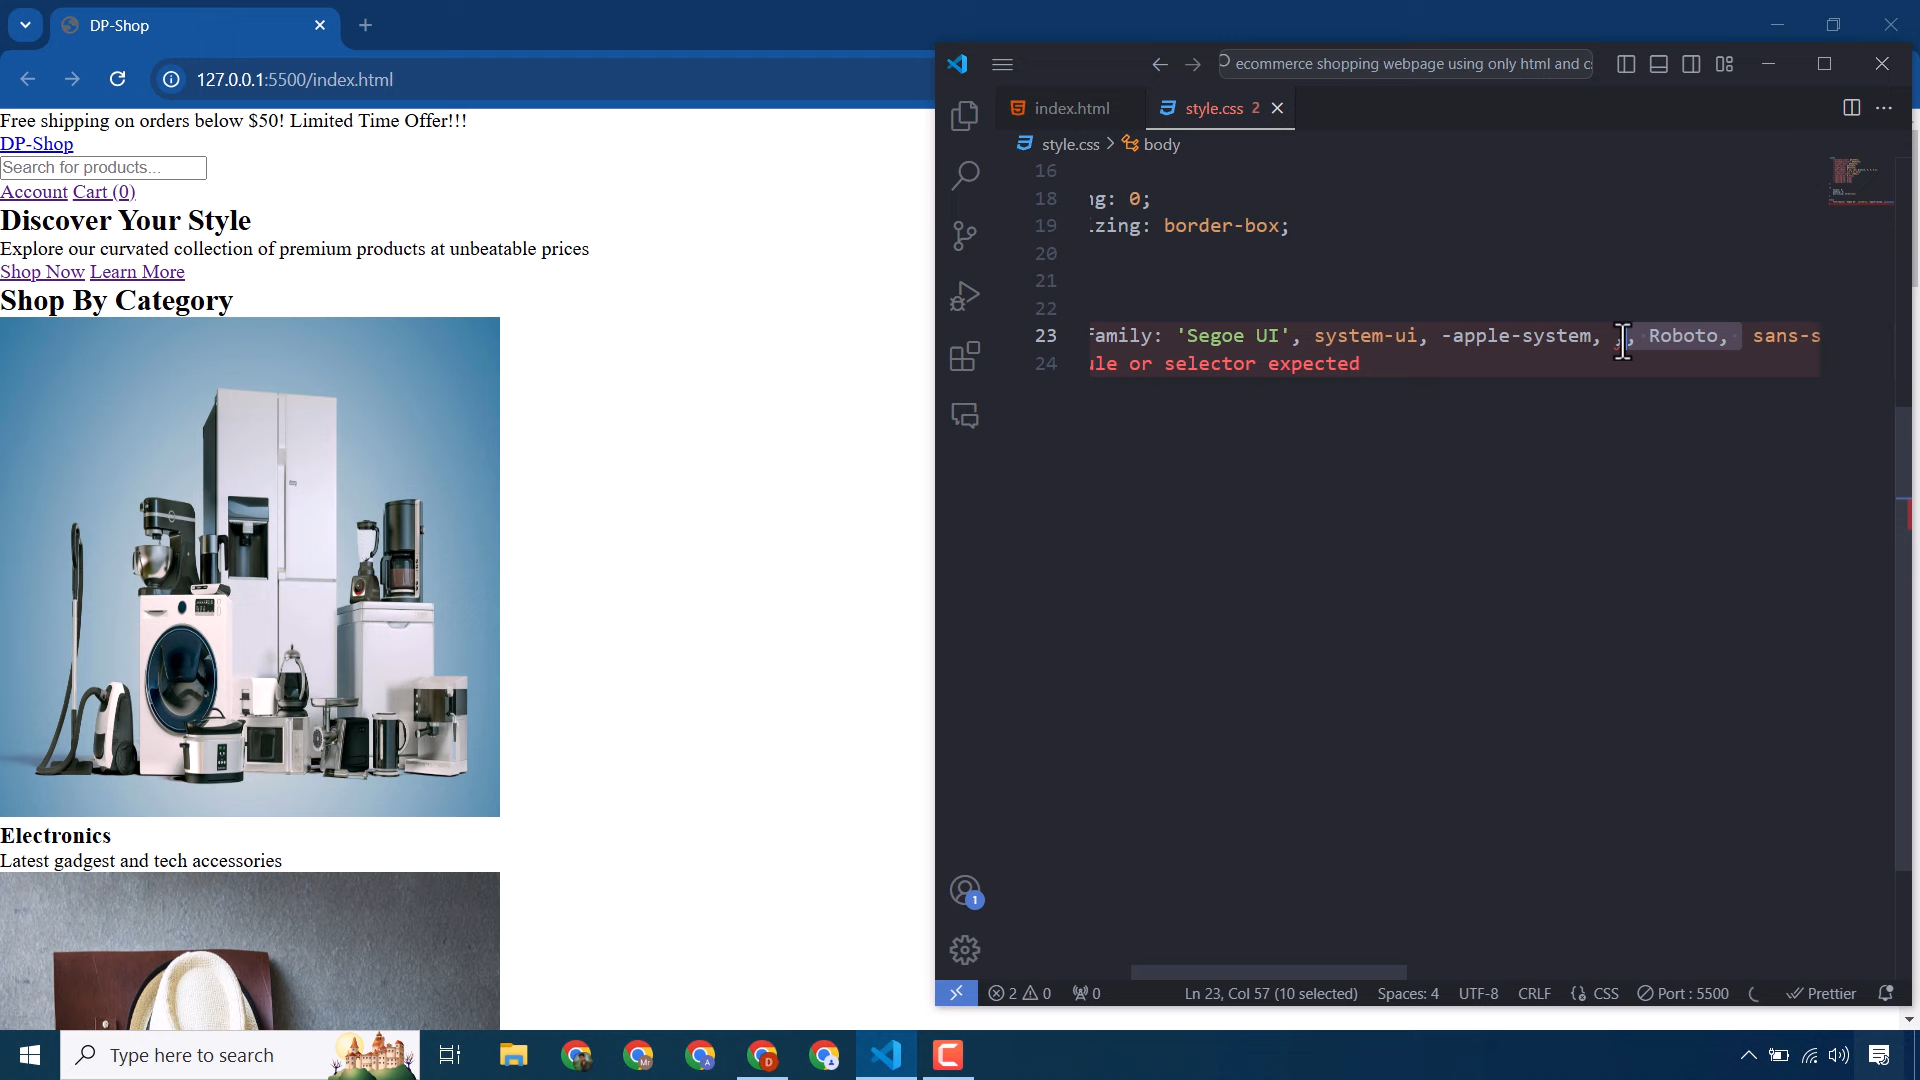 DP-Shop
127.0.0.1:5500/index.html
Free shipping on orders below $50! Limited Time Offer!!!
DP-Shop
Search for products...
Account Cart (0)
Discover Your Style
Explore our curvated collection of premium products at unbeatable prices
Shop Now Learn More
Shop By Category
Electronics
Latest gadgest and tech accessories
ecommerce shopping webpage using only html and c
index.html
style.css 2
style.css > body
16
18 ng: 0;
19 izing: border-box;
20
21
22
23 family: 'Segoe UI', system-ui, -apple-system, ,, Roboto, sans-s
24 ule or selector expected
1
2 0 0
Ln 23, Col 57 (10 selected)
Spaces: 4
UTF-8
CRLF
{} CSS
Port : 5500
Prettier
Type here to search